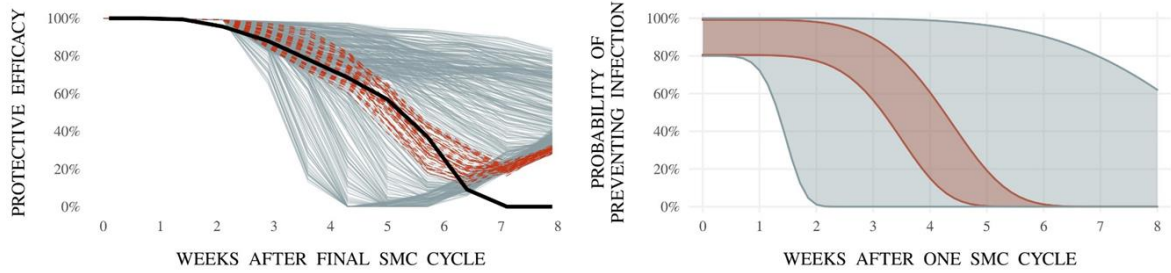 PROTECTIVE EFFICACY
100%
80%
60%
40%
20%
0%
0 1 2 3 4 5 6 7 8
WEEKS AFTER FINAL SMC CYCLE
PROBABILITY OF
PREVENTING INFECTION
100%
80%
60%
40%
20%
0%
0 1 2 3 4 5 6 7 8
WEEKS AFTER ONE SMC CYCLE